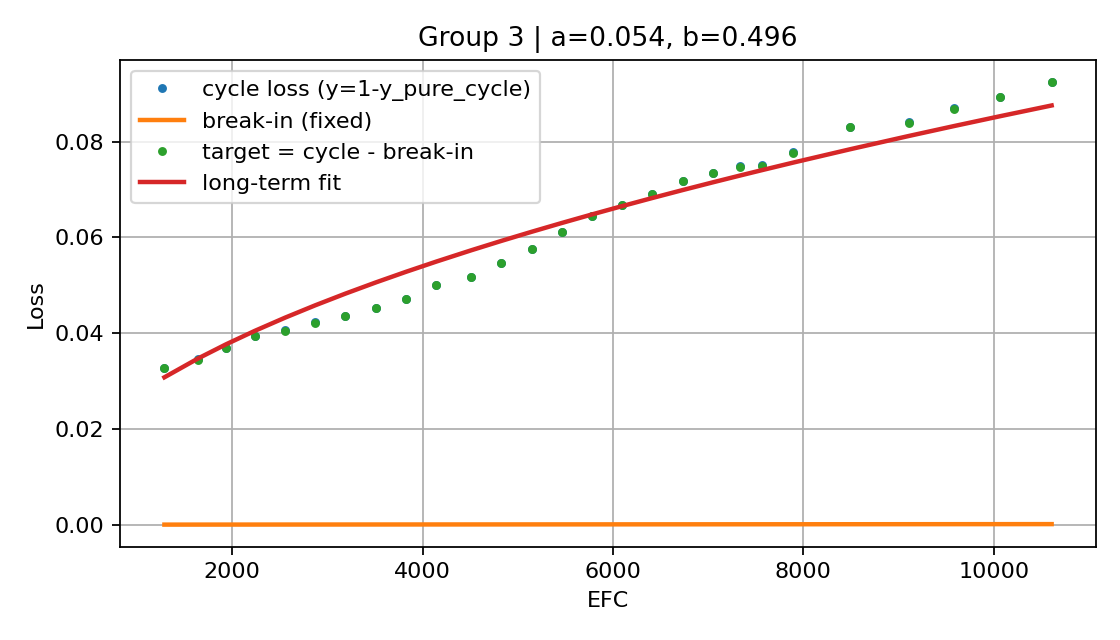 Group 3 | a=0.054, b=0.496
cycle loss (y=1-y_pure_cycle)
break-in (fixed)
target = cycle - break-in
long-term fit
Loss
0.08
0.06
0.04
0.02
0.00
2000 4000 6000 8000 10000
EFC